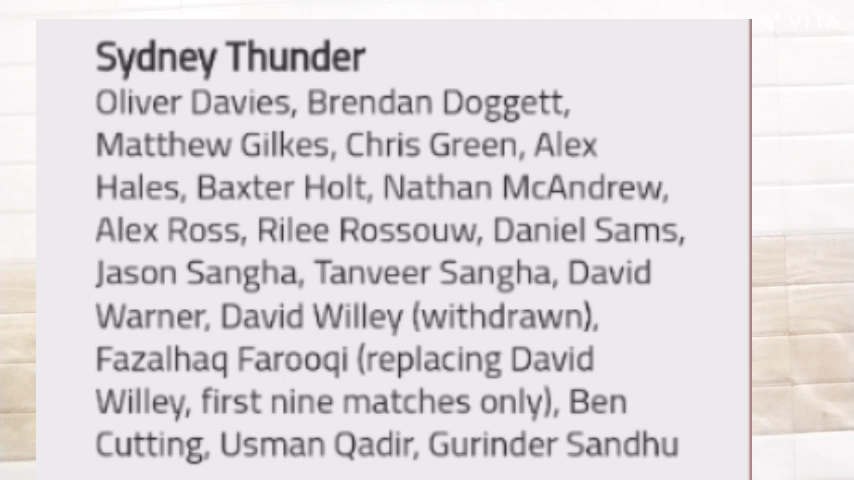 VITA
Sydney Thunder
Oliver Davies, Brendan Doggett,
Matthew Gilkes, Chris Green, Alex
Hales, Baxter Holt, Nathan McAndrew,
Alex Ross, Rilee Rossouw, Daniel Sams,
Jason Sangha, Tanveer Sangha, David
Warner, David Willey (withdrawn),
Fazalhaq Farooqi (replacing David
Willey, first nine matches only), Ben
Cutting, Usman Qadir, Gurinder Sandhu